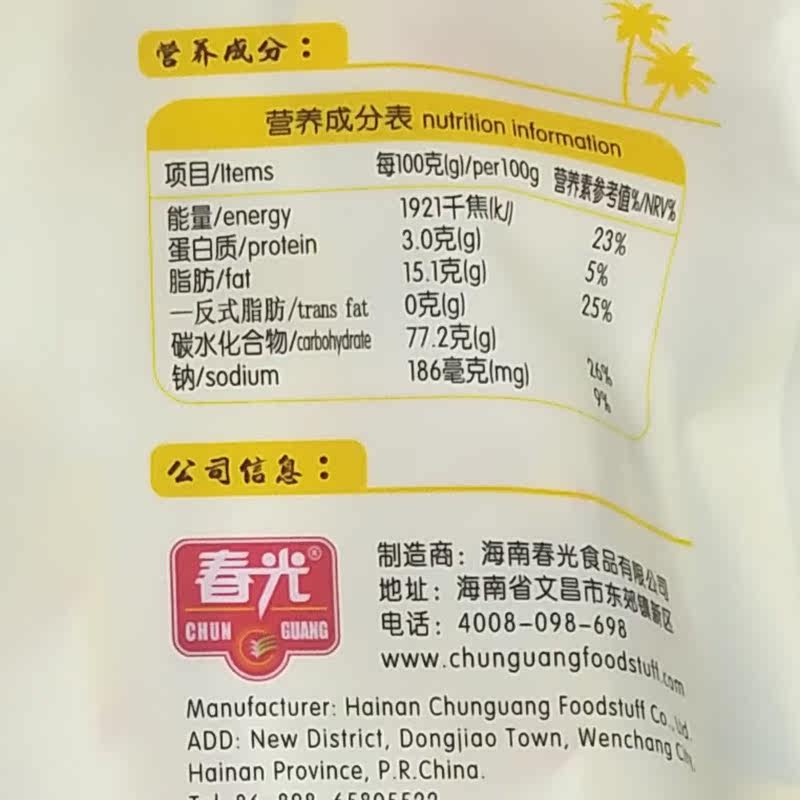 营养成分：
营养成分表 nutrition information
项目/Items 每100克(g)/per100g 营养素参考值%/NRV%
能量/energy 1921千焦(kJ) 23%
蛋白质/protein 3.0克(g) 5%
脂肪/fat 15.1克(g) 25%
—反式脂肪/trans fat 0克(g)
碳水化合物/carbohydrate 77.2克(g) 26%
钠/sodium 186毫克(mg) 9%
公司信息：
春光®
CHUN GUANG
制造商：海南春光食品有限公司
地址：海南省文昌市东郊镇新区
电话：4008-098-698
www.chunguangfoodstuff.com
Manufacturer: Hainan Chunguang Foodstuff Co., Ltd.
ADD: New District, Dongjiao Town, Wenchang City,
Hainan Province, P.R.China.